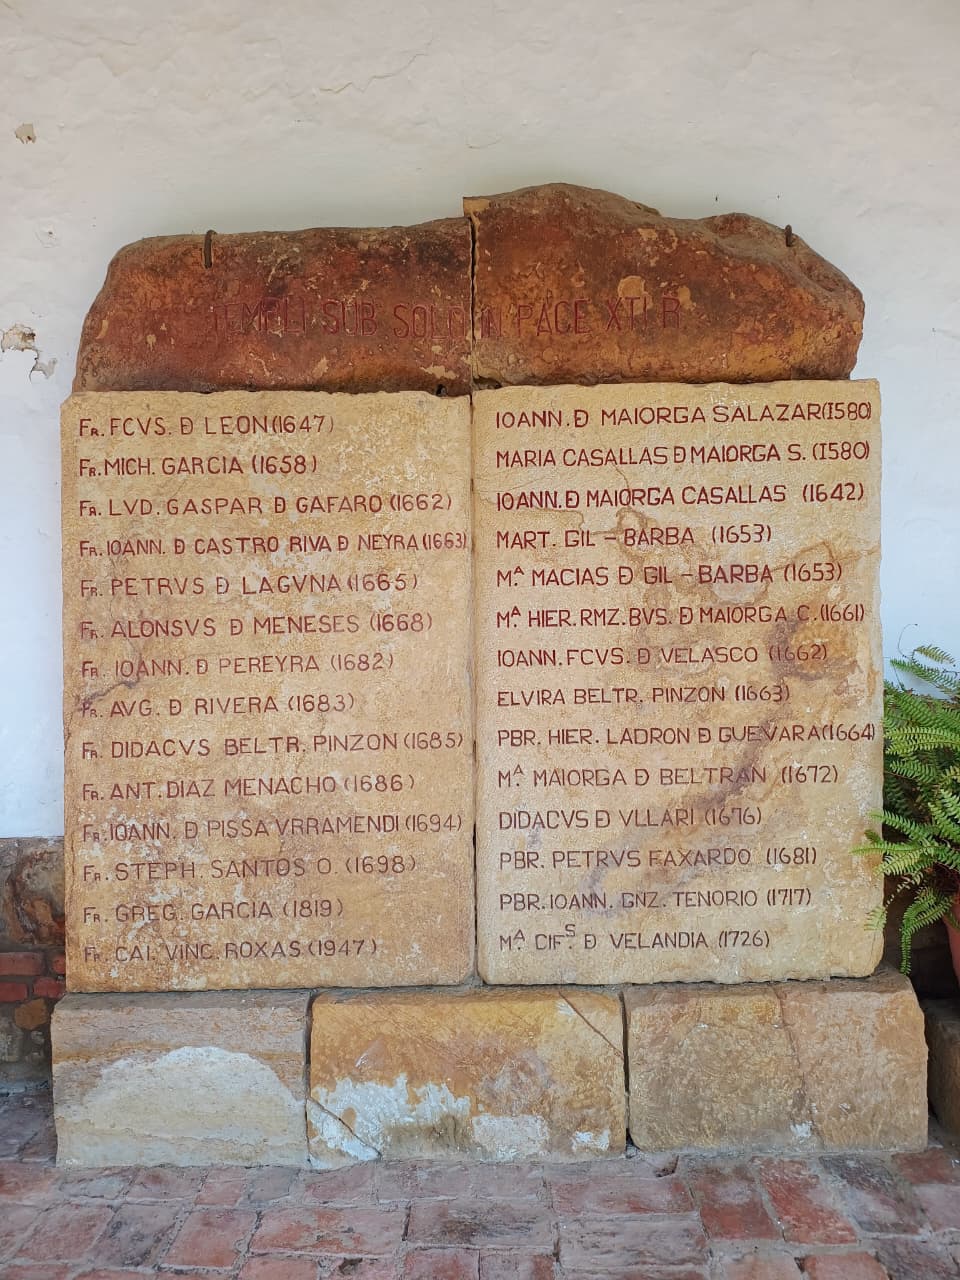 TEMPLI SUB SOLO IN PACE XTI R
FR. FCVS. Đ LEON (1647)
FR. MICH. GARCIA (1658)
FR. LVD. GASPAR Đ GAFARO (1662)
FR. IOANN. Đ CASTRO RIVA Đ NEYRA (1663)
FR. PETRVS Đ LAGVNA (1665)
FR. ALONSVS Đ MENESES (1668)
FR. IOANN. Đ PEREYRA (1682)
FR. AVG. Đ RIVERA (1683)
FR. DIDACVS BELTR. PINZON (1685)
FR. ANT. DIAZ MENACHO (1686)
FR. IOANN. Đ PISSA VRRAMENDI (1694)
FR. STEPH. SANTOS O. (1698)
FR. GREG. GARCIA (1819)
FR. CAI. VINC. ROXAS (1947)
IOANN. Đ MAIORGA SALAZAR (1580)
MARIA CASALLAS Đ MAIORGA S. (1580)
IOANN. Đ MAIORGA CASALLAS (1642)
MART. GIL - BARBA (1653)
M.ᴬ MACIAS Đ GIL - BARBA (1653)
M.ᴬ HIER. RMZ. BVS. Đ MAIORGA C. (1661)
IOANN. FCVS. Đ VELASCO (1662)
ELVIRA BELTR. PINZON (1663)
PBR. HIER. LADRON Đ GUEVARA (1664)
M.ᴬ MAIORGA Đ BELTRAN (1672)
DIDACVS Đ VLLARI (1676)
PBR. PETRVS FAXARDO (1681)
PBR. IOANN. GNZ. TENORIO (1717)
M.ᴬ CIF.ˢ Đ VELANDIA (1726)